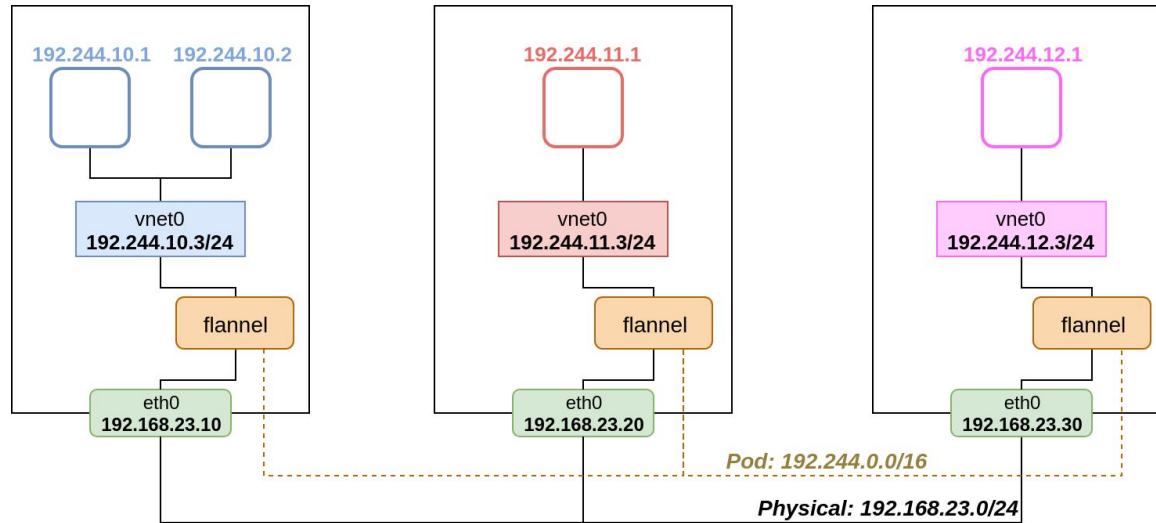 192.244.10.1
192.244.10.2
192.244.11.1
192.244.12.1
vnet0
192.244.10.3/24
vnet0
192.244.11.3/24
vnet0
192.244.12.3/24
flannel
flannel
flannel
eth0
192.168.23.10
eth0
192.168.23.20
eth0
192.168.23.30
Pod: 192.244.0.0/16
Physical: 192.168.23.0/24